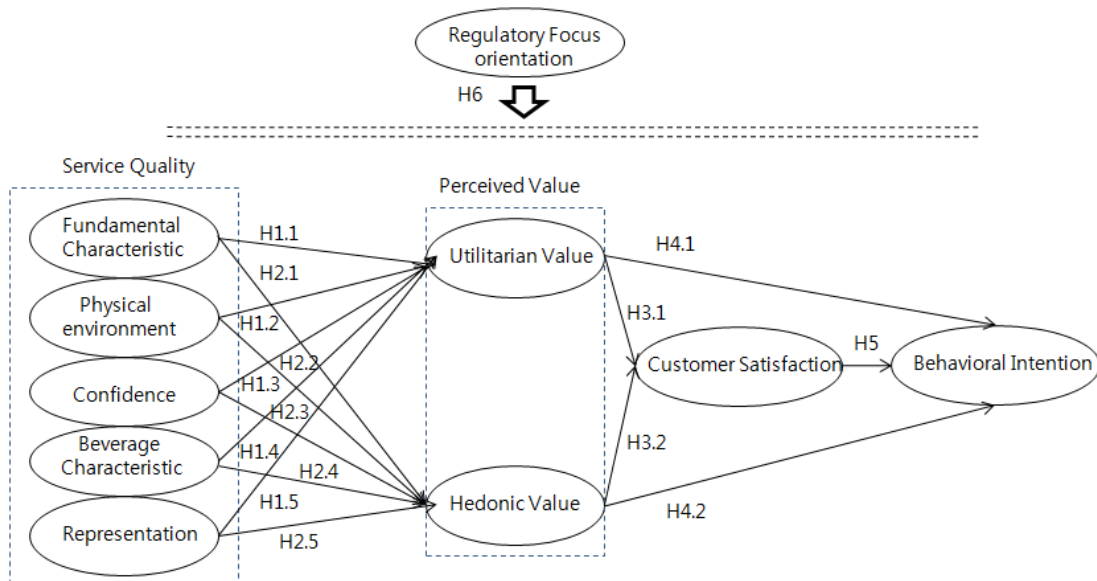 Regulatory Focus
orientation
H6
Service Quality
Perceived Value
Fundamental
Characteristic
H1.1
H2.1
Utilitarian Value
H4.1
Physical
environment
H1.2
H3.1
H2.2
H5
Customer Satisfaction
Behavioral Intention
Confidence
H1.3
H2.3
Beverage
Characteristic
H1.4
H2.4
H3.2
H1.5
Hedonic Value
H4.2
Representation
H2.5